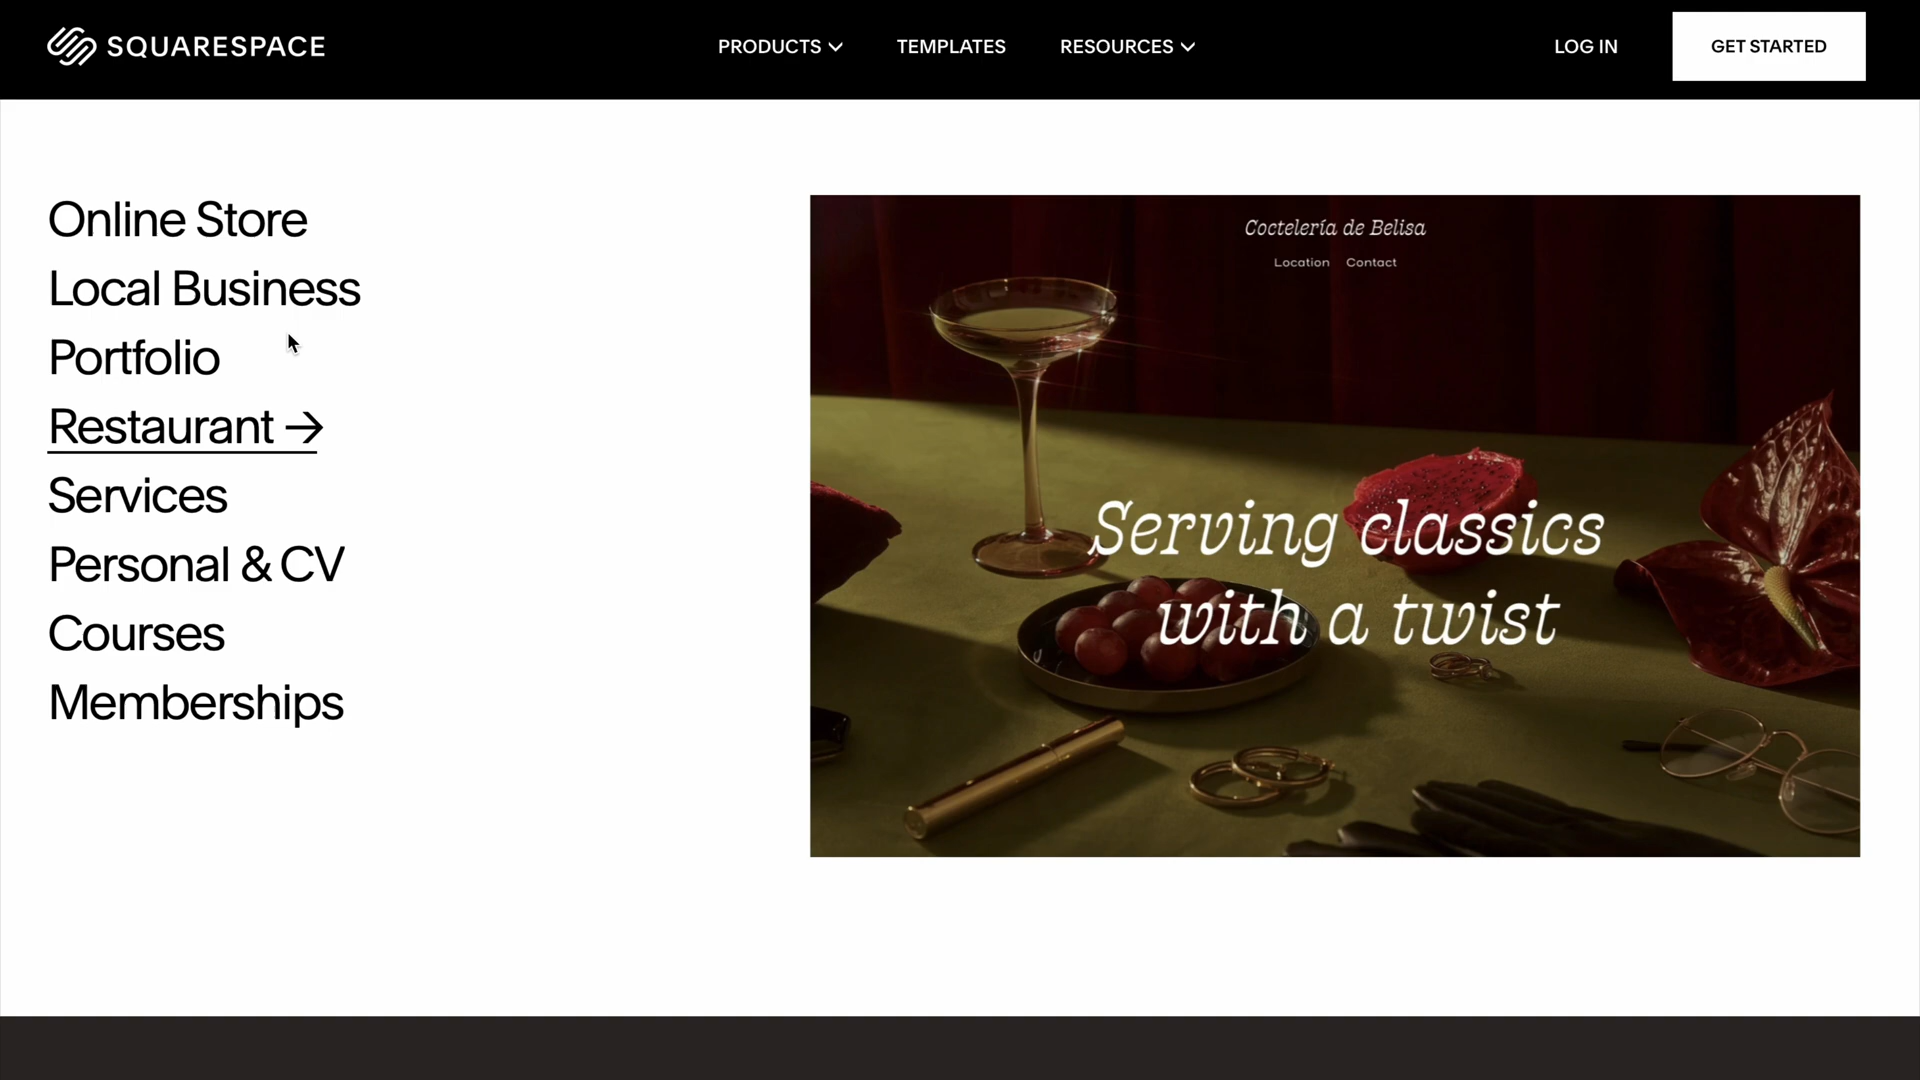 SQUARESPACE
PRODUCTS
TEMPLATES
RESOURCES
LOG IN
GET STARTED
Online Store
Local Business
Portfolio
Restaurant →
Services
Personal & CV
Courses
Memberships
Coctelería de Belisa
Location Contact
Serving classics
with a twist